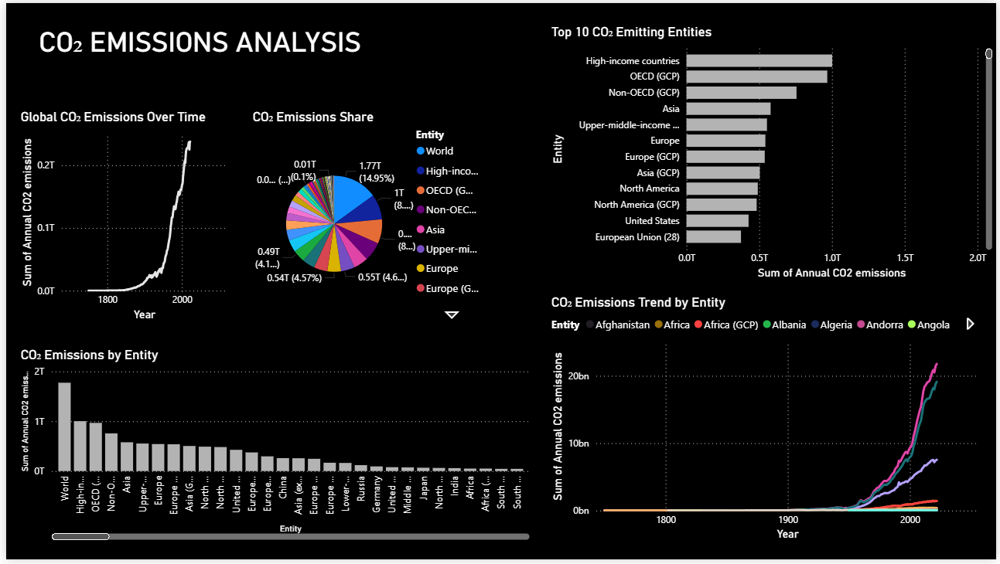 CO₂ EMISSIONS ANALYSIS
Global CO₂ Emissions Over Time
Sum of Annual CO2 emissions
0.2T
0.1T
0.0T
1800
2000
Year
CO₂ Emissions Share
0.01T
(0.1%)
0.0... (...)
1.77T
(14.95%)
1T
(8....)
0....
(8...)
0.55T (4.6...)
0.54T (4.57%)
0.49T
(4.1...)
Entity
World
High-inco...
OECD (G...
Non-OEC...
Asia
Upper-mi...
Europe
Europe (G...
CO₂ Emissions by Entity
Sum of Annual CO2 emiss...
2T
1T
0T
World
High-in...
OECD (...
Non-O...
Asia
Upper-...
Europe
Europe...
Asia (G...
North ...
North ...
United ...
Europe...
Europe...
China
Asia (ex...
Europe ...
Europe ...
Lower-...
Russia
Germany
United ...
Middle ...
Japan
North ...
India
Africa
Africa (...
South ...
South ...
Entity
Top 10 CO₂ Emitting Entities
Entity
High-income countries
OECD (GCP)
Non-OECD (GCP)
Asia
Upper-middle-income ...
Europe
Europe (GCP)
Asia (GCP)
North America
North America (GCP)
United States
European Union (28)
0.0T 0.5T 1.0T 1.5T 2.0T
Sum of Annual CO2 emissions
CO₂ Emissions Trend by Entity
Entity Afghanistan Africa Africa (GCP) Albania Algeria Andorra Angola
Sum of Annual CO2 emissions
20bn
10bn
0bn
1800 1900 2000
Year